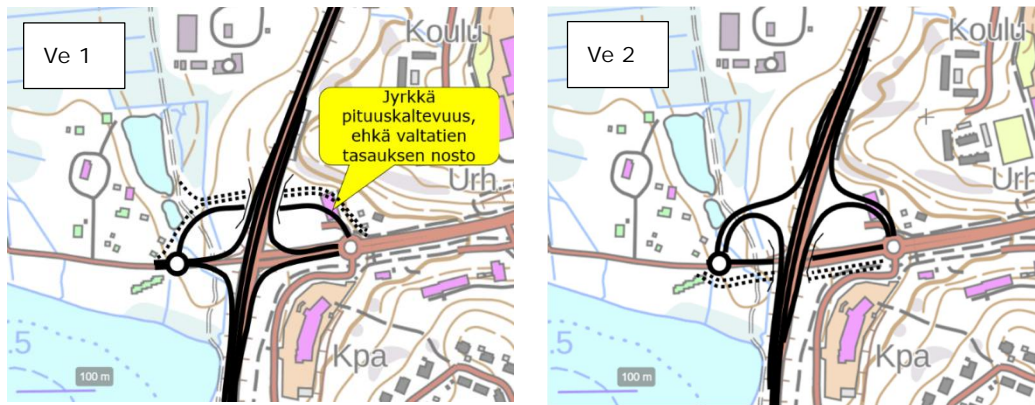 Ve 1
Koulu
Jyrkkä
pituuskaltevuus,
ehkä valtatien
tasauksen nosto
Urh.
Kpa
.5
100 m
Ve 2
Koulu
Urh.
Kpa
.5
100 m